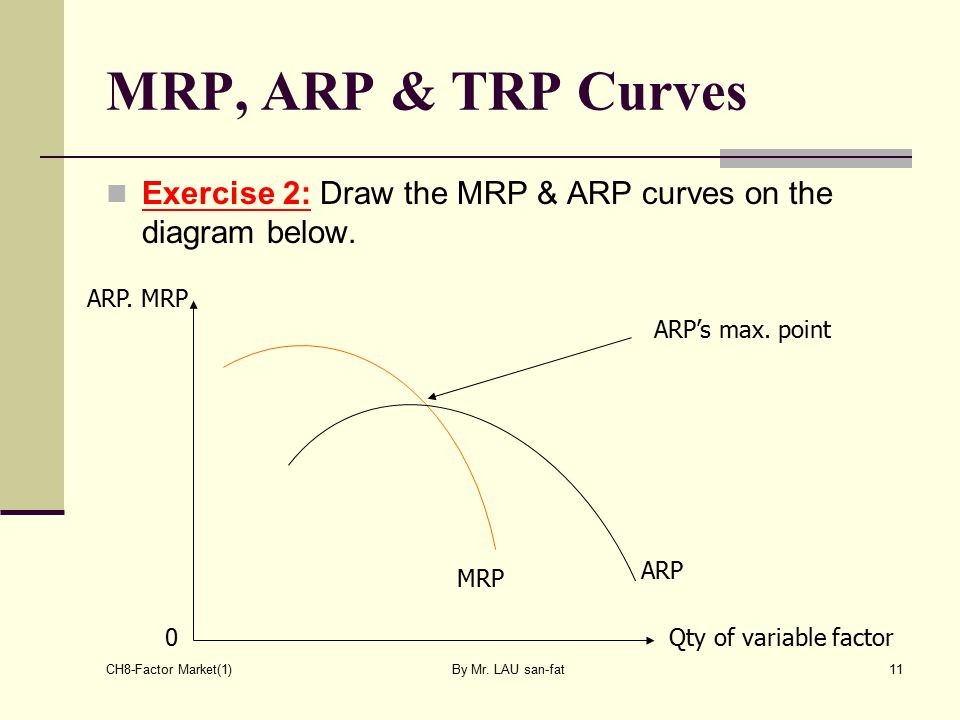 MRP, ARP & TRP Curves
Exercise 2: Draw the MRP & ARP curves on the
diagram below.
ARP. MRP
ARP’s max. point
ARP
MRP
0
Qty of variable factor
CH8-Factor Market(1)
By Mr. LAU san-fat
11